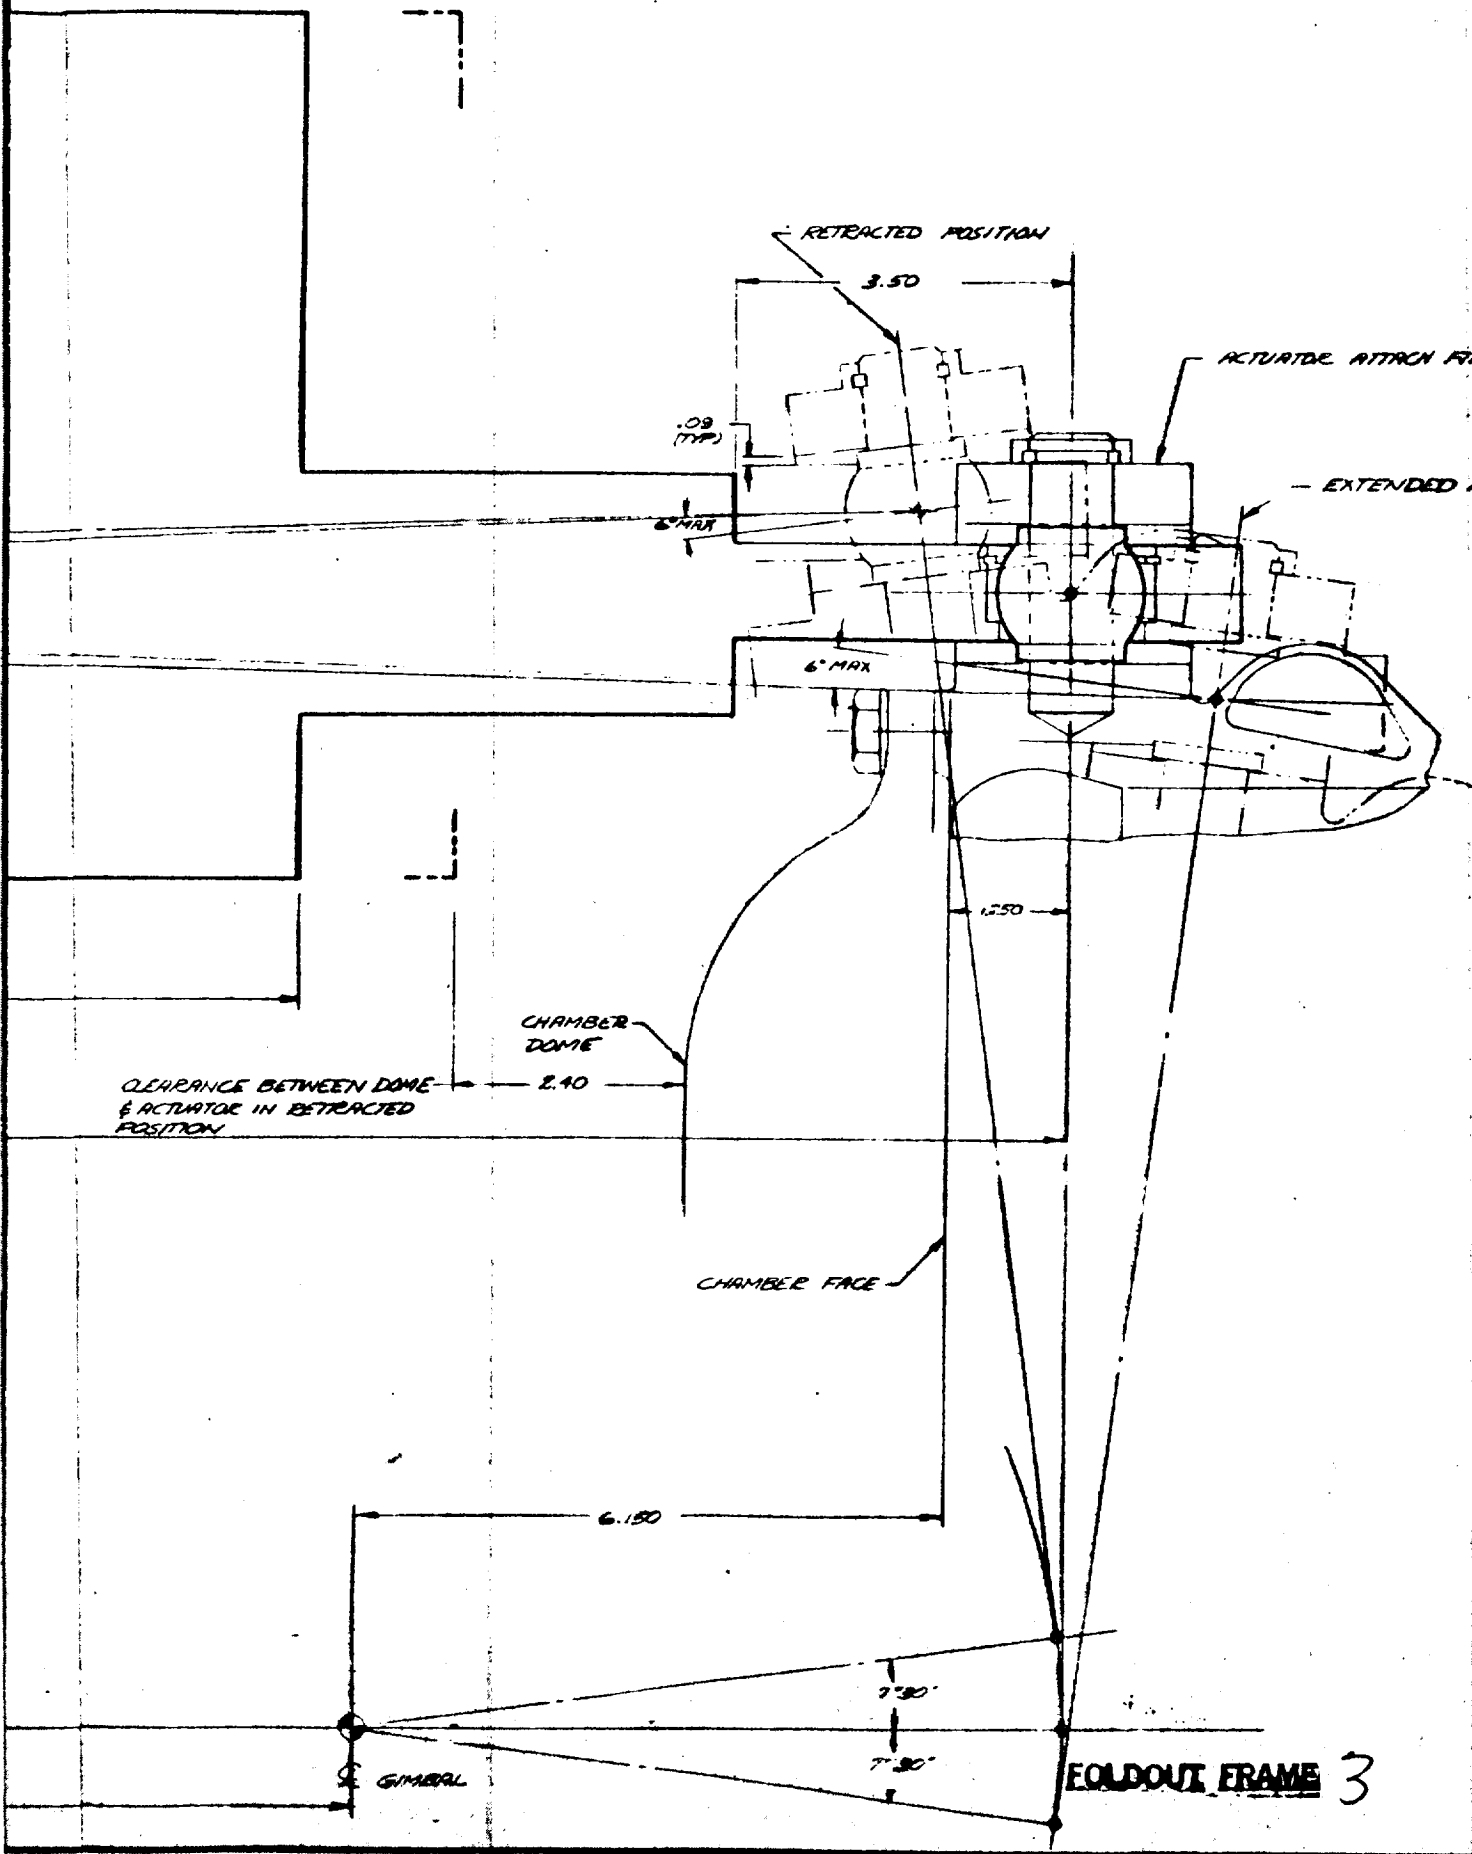 RETRACTED POSITION
3.50
ACTUATOR ATTACH
.09
(TYP)
EXTENDED
6° MAX
6° MAX
1.250
CHAMBER
DOME
2.40
CLEARANCE BETWEEN DOME
& ACTUATOR IN RETRACTED
POSITION
CHAMBER FACE
6.150
7°30'
7°30'
℄ GIMBAL
FOLDOUT FRAME 3